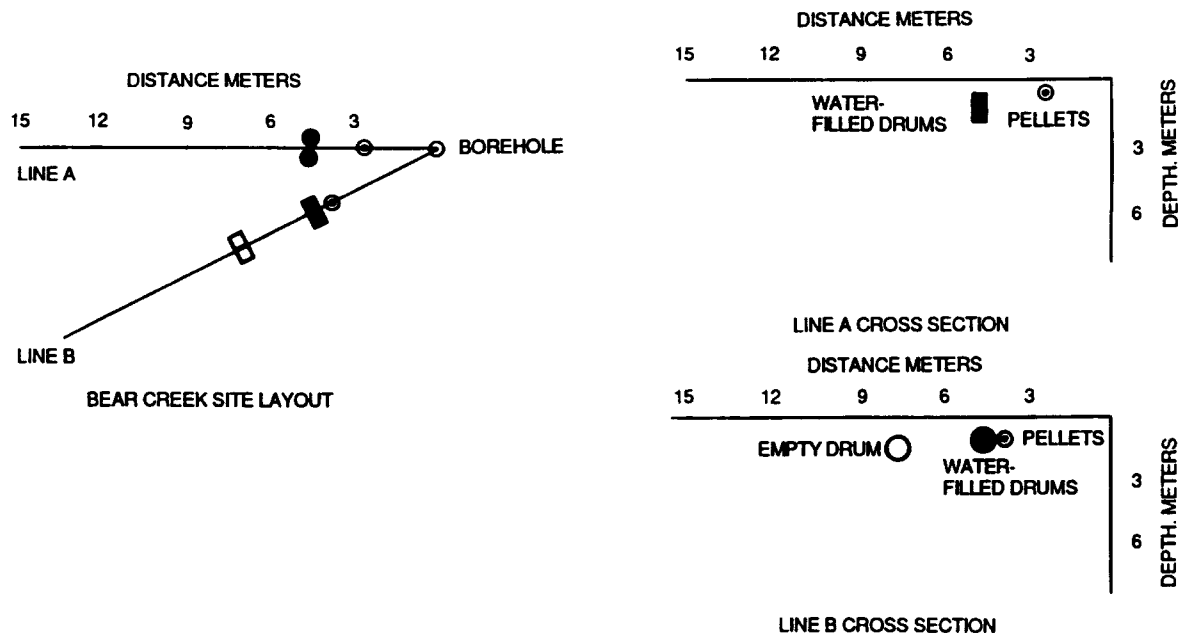 DISTANCE METERS
15 12 9 6 3
BOREHOLE
LINE A
LINE B
BEAR CREEK SITE LAYOUT
DISTANCE METERS
15 12 9 6 3
WATER-
FILLED DRUMS
PELLETS
3
6
DEPTH. METERS
LINE A CROSS SECTION
DISTANCE METERS
15 12 9 6 3
EMPTY DRUM
PELLETS
WATER-
FILLED DRUMS
3
6
DEPTH. METERS
LINE B CROSS SECTION